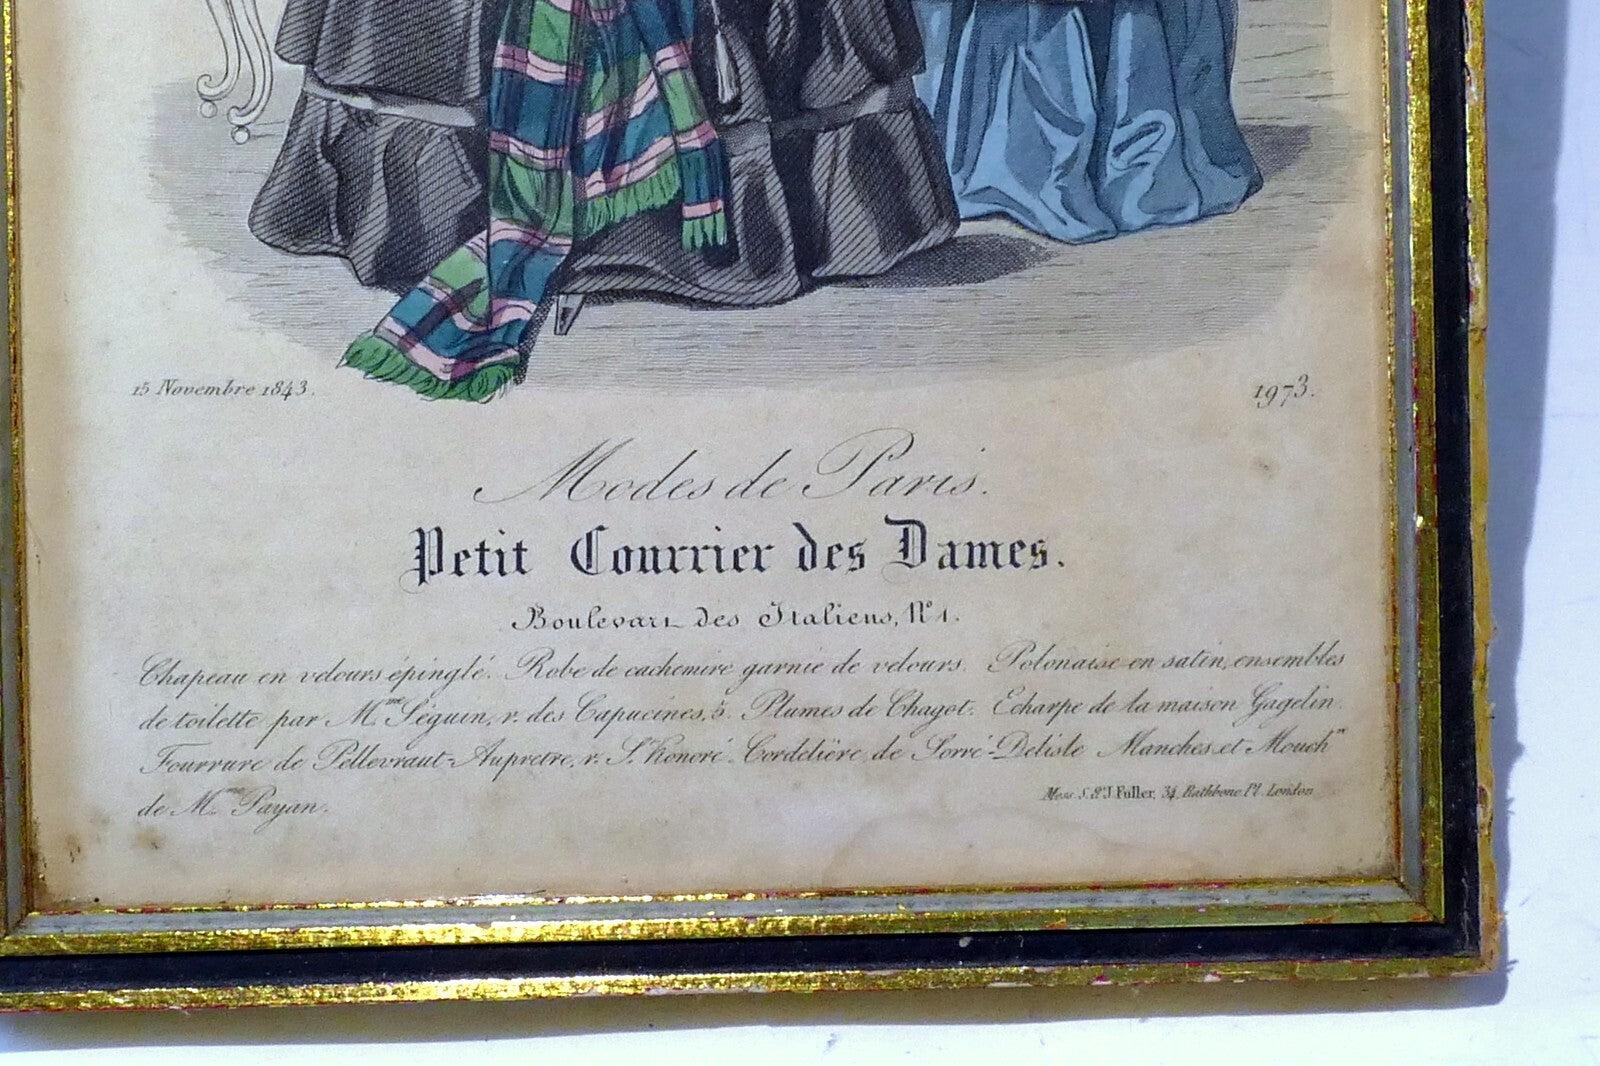 15 Novembre 1843.
1973.
Modes de Paris.
Petit Courrier des Dames.
Boulevart des Italiens, Nº 1.
Chapeau en velours épinglé. Robe de cachemire garnie de velours. Polonaise en satin, ensembles
de toilette par Mme Séguin, r. des Capucines, 5. Plumes de Chagot. Echarpe de la maison Gagelin.
Fourrure de Pellevraut-Aupretre, r. St. honoré. Cordelière de Sorré-Delisle Manches et Mouch
de Mme Payan.
Mess. S. & J. Fuller, 34, Rathbone Pl. London